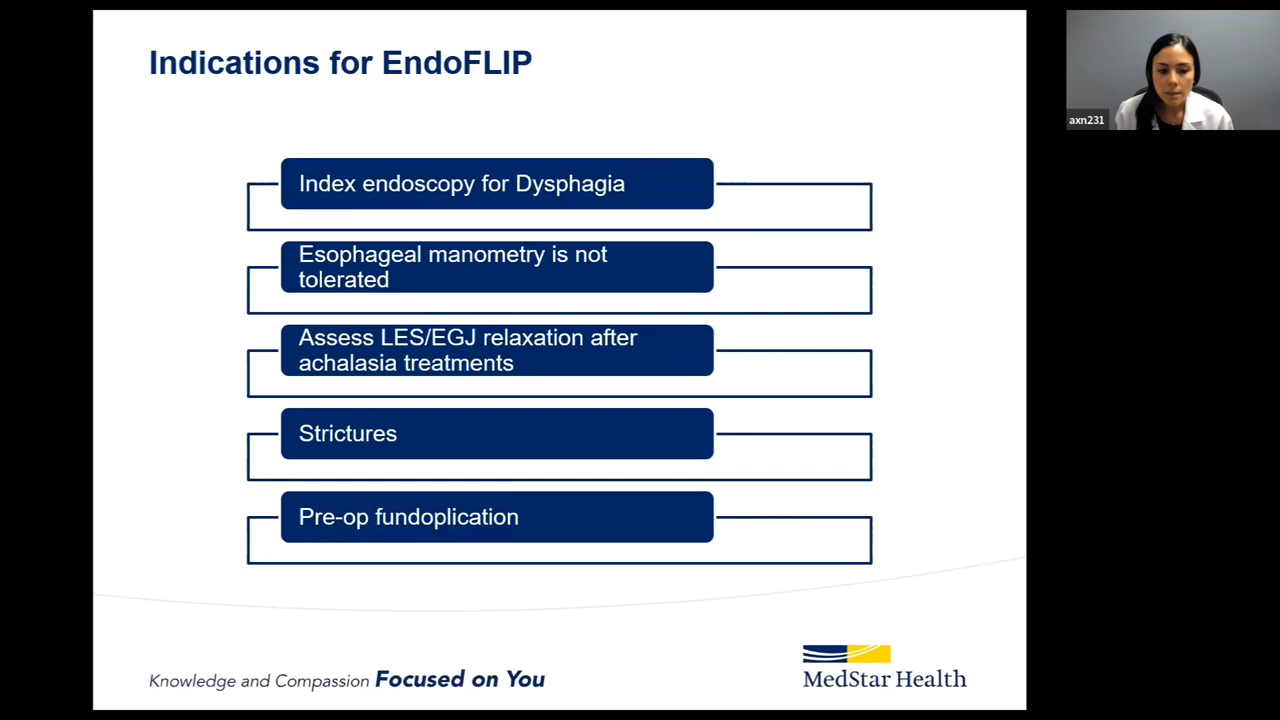 Indications for EndoFLIP
axn231
Index endoscopy for Dysphagia
Esophageal manometry is not
tolerated
Assess LES/EGJ relaxation after
achalasia treatments
Strictures
Pre-op fundoplication
Knowledge and Compassion Focused on You
MedStar Health